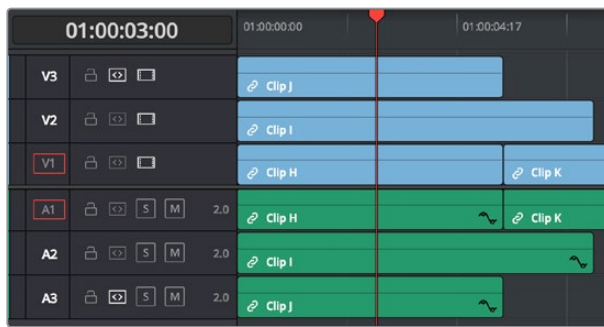 01:00:03:00
01:00:00:00
01:00:04:17
V3
Clip J
V2
Clip I
V1
Clip H
Clip K
A1
S
M
2.0
Clip H
Clip K
A2
S
M
2.0
Clip I
A3
S
M
2.0
Clip J